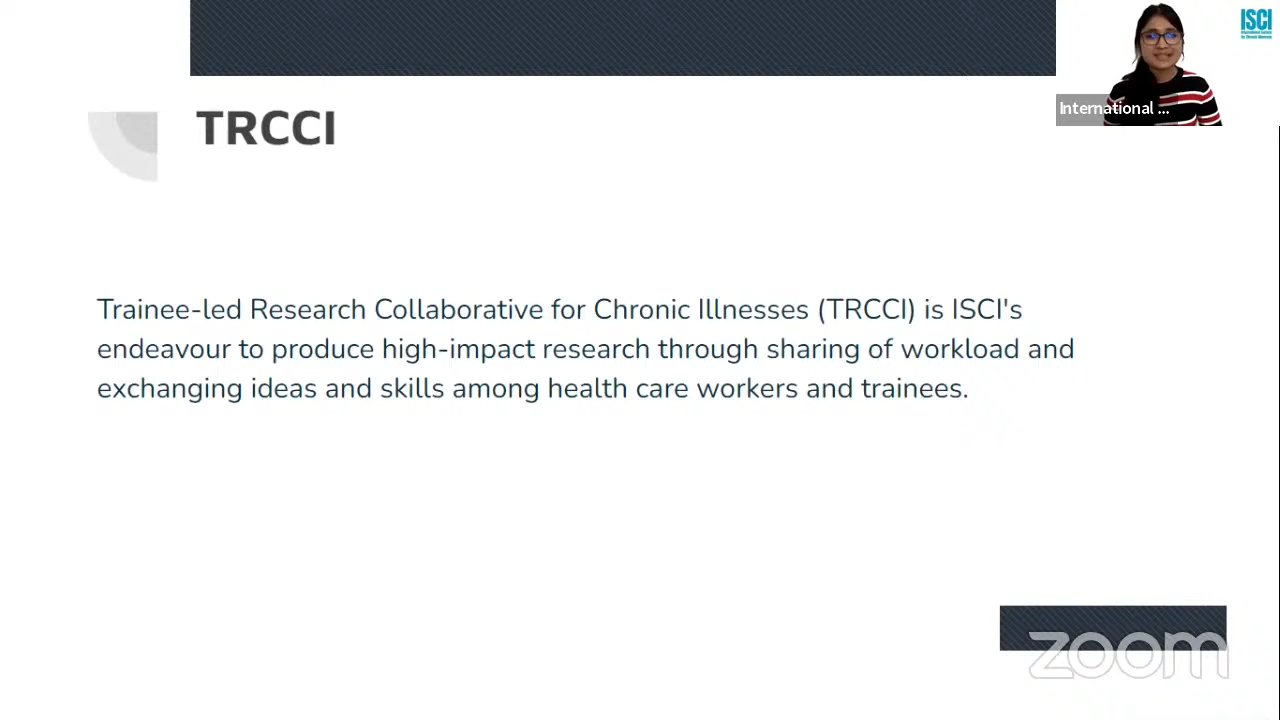 ISCI
International ...
TRCCI
Trainee-led Research Collaborative for Chronic Illnesses (TRCCI) is ISCI's
endeavour to produce high-impact research through sharing of workload and
exchanging ideas and skills among health care workers and trainees.
zoom